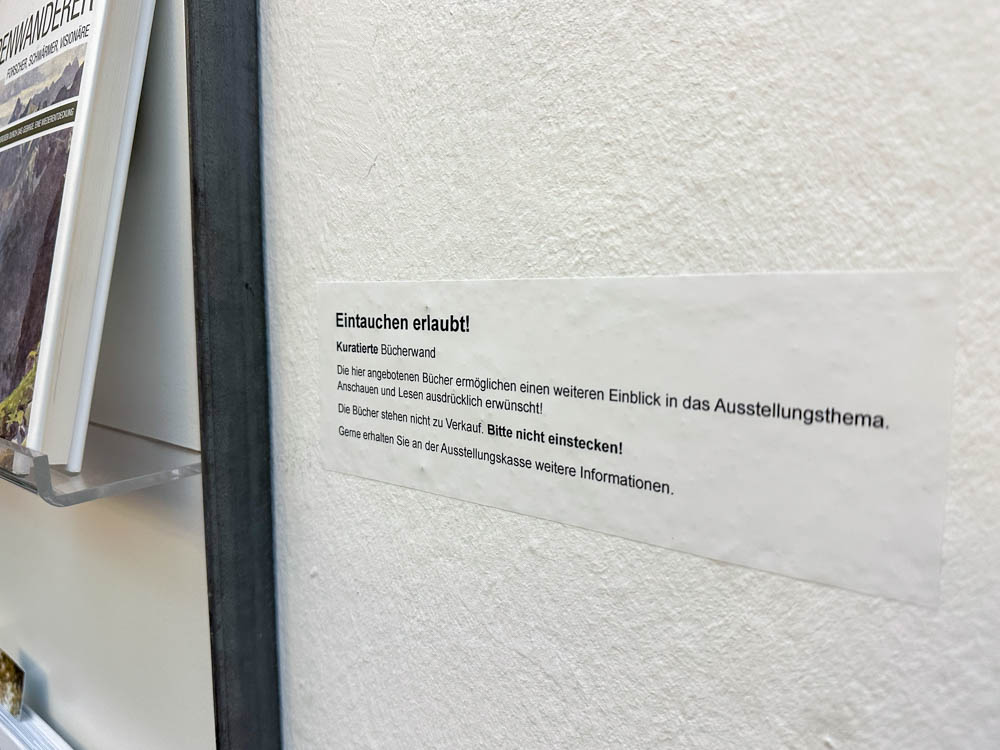 FORSCHER, SCHWÄRMER, VISIONÄRE
Eintauchen erlaubt!
Kuratierte Bücherwand
Die hier angebotenen Bücher ermöglichen einen weiteren Einblick in das Ausstellungsthema.
Anschauen und Lesen ausdrücklich erwünscht!
Die Bücher stehen nicht zu Verkauf. Bitte nicht einstecken!
Gerne erhalten Sie an der Ausstellungskasse weitere Informationen.